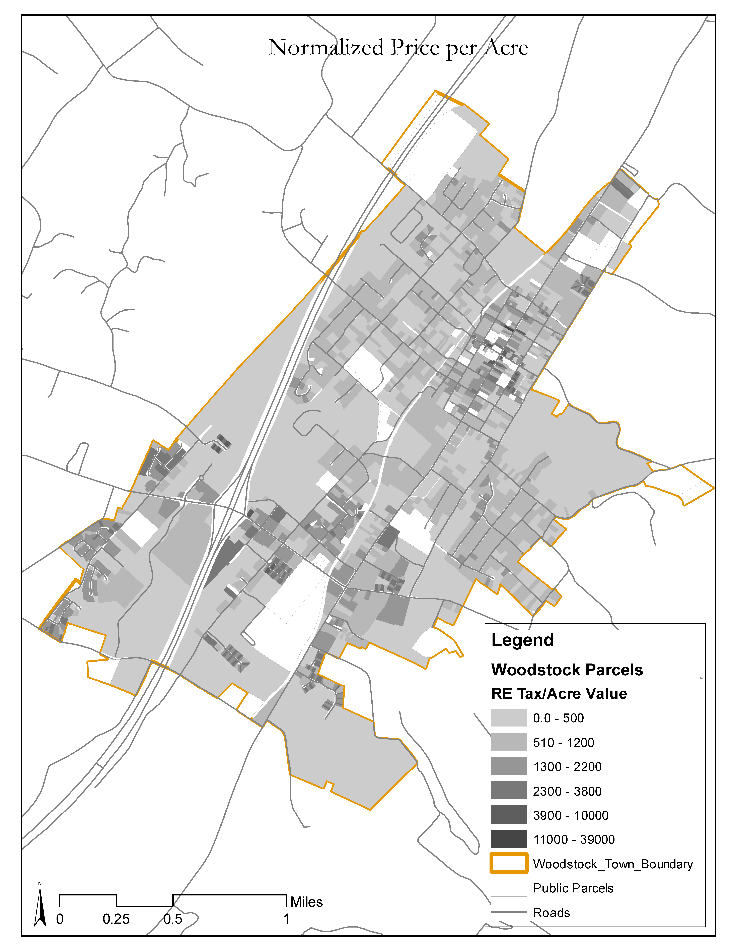 Normalized Price per Acre
Legend
Woodstock Parcels
RE Tax/Acre Value
0.0 - 500
510 - 1200
1300 - 2200
2300 - 3800
3900 - 10000
11000 - 39000
Woodstock_Town_Boundary
Public Parcels
Roads
Miles
0 0.25 0.5 1